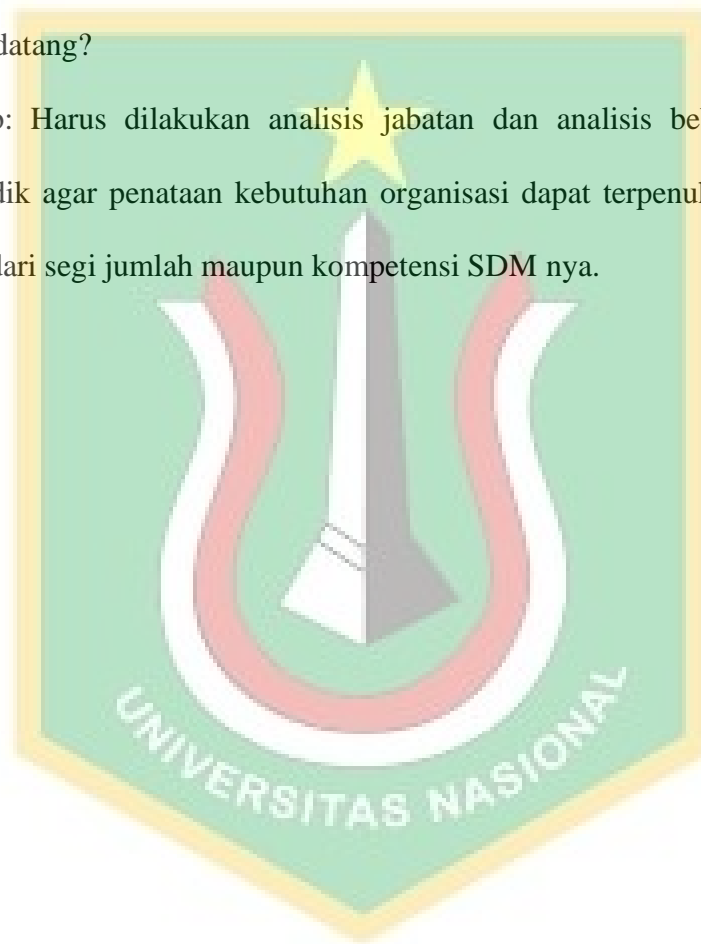 datang?
: Harus dilakukan analisis jabatan dan analisis
agar penataan kebutuhan organisasi dapat
dari segi jumlah maupun kompetensi SDM nya.
UNIVERSITAS NASIONAL